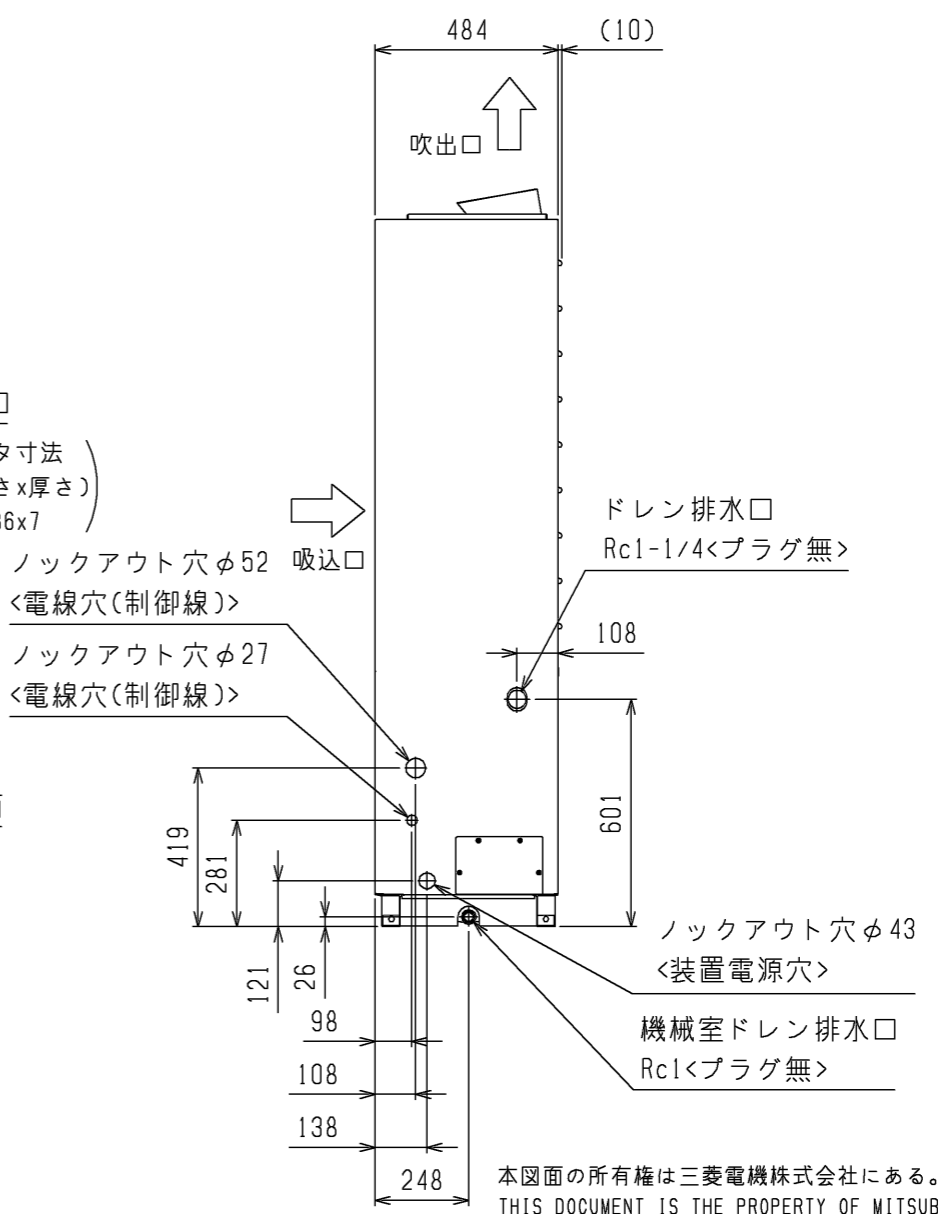 484
(10)
吹出口
タ寸法
さx厚さ)
36x7
吸込口
ノックアウト穴φ52
<電線穴(制御線)>
ノックアウト穴φ27
<電線穴(制御線)>
ドレン排水口
Rc1-1/4<プラグ無>
108
601
419
281
121
26
98
108
138
248
ノックアウト穴φ43
<装置電源穴>
機械室ドレン排水口
Rc1<プラグ無>
本図面の所有権は三菱電機株式会社にある。
THIS DOCUMENT IS THE PROPERTY OF MITSUB